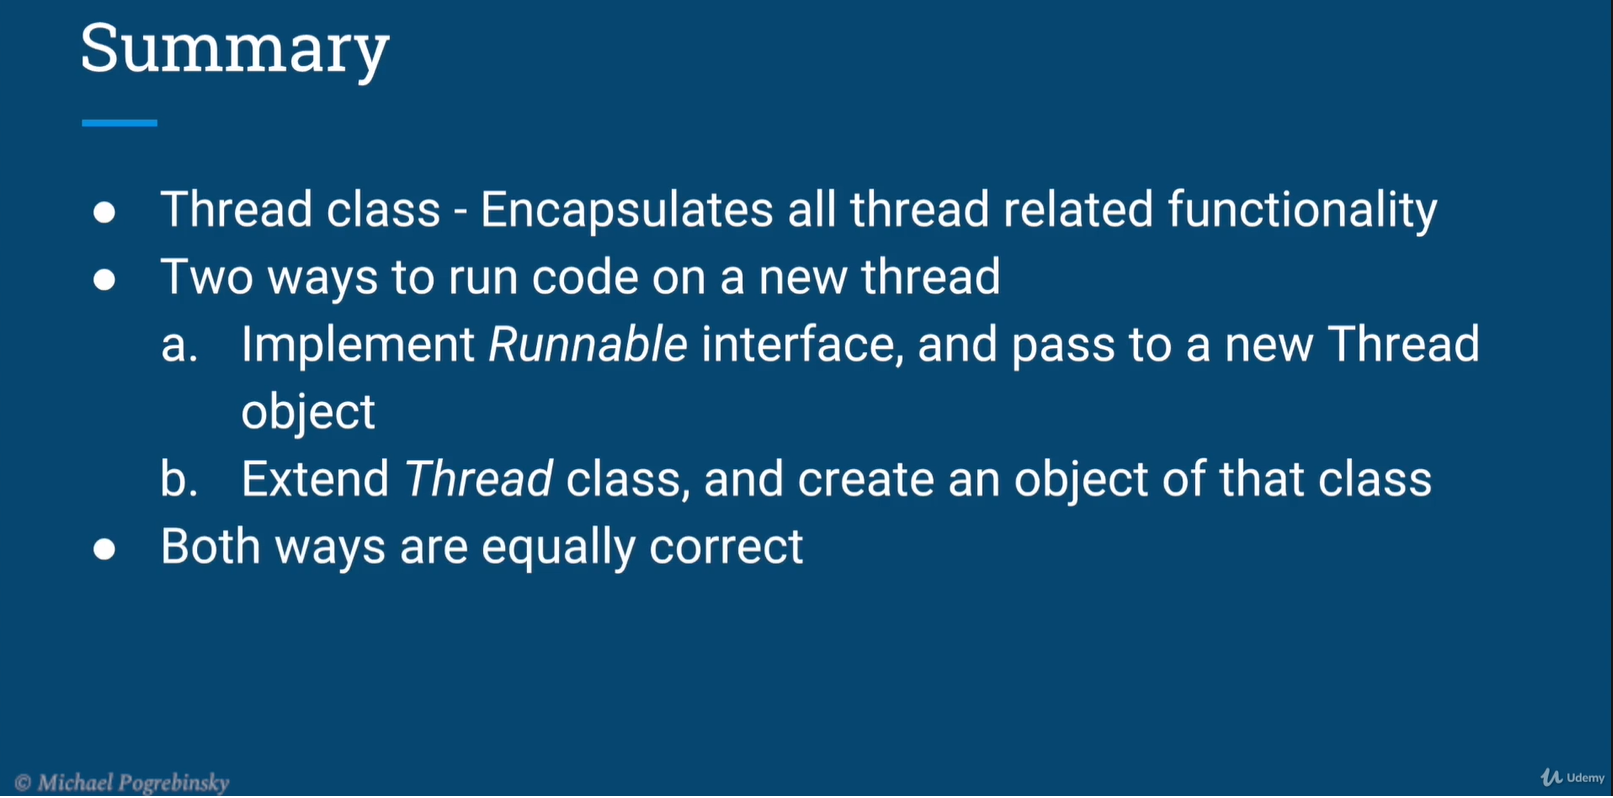 Summary
● Thread class - Encapsulates all thread related functionality
● Two ways to run code on a new thread
a. Implement Runnable interface, and pass to a new Thread
object
b. Extend Thread class, and create an object of that class
● Both ways are equally correct
© Michael Pogrebinsky
Udemy